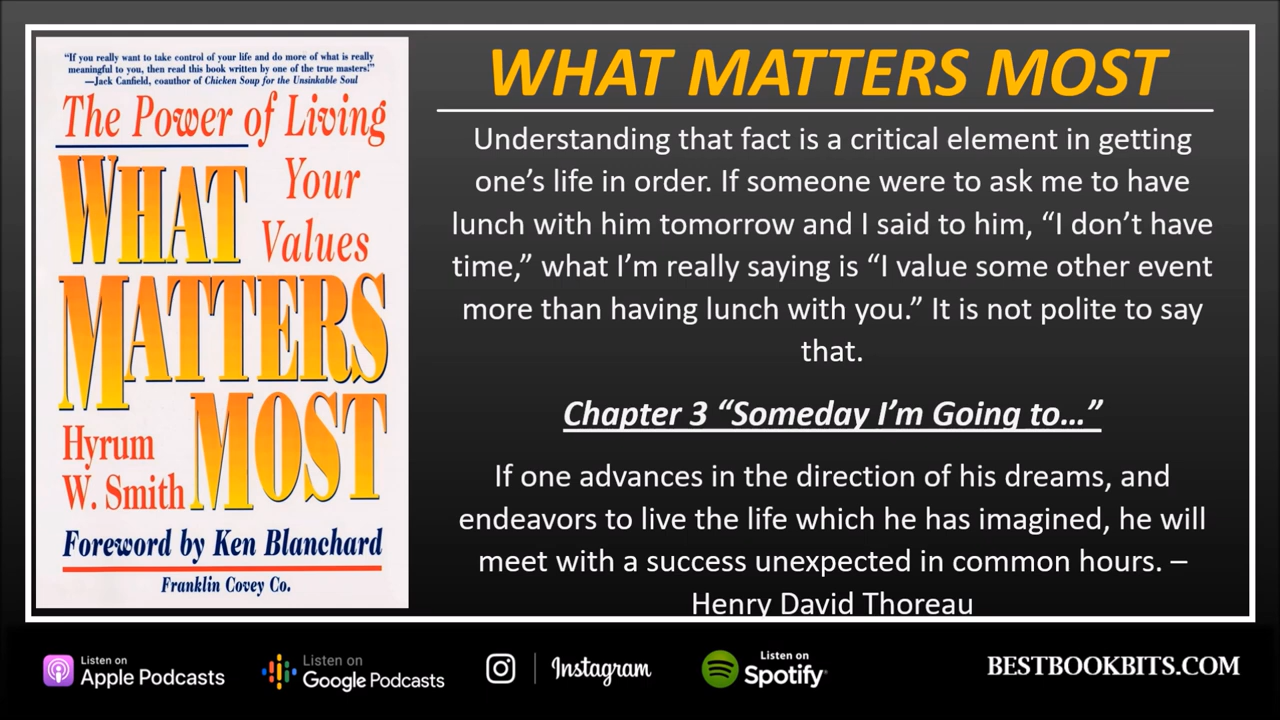 “If you really want to take control of your life and do more of what is really
meaningful to you, then read this book written by one of the true masters!”
—Jack Canfield, coauthor of Chicken Soup for the Unsinkable Soul
The Power of Living
Your
Values
WHAT
MATTERS
MOST
Hyrum
W. Smith
Foreword by Ken Blanchard
Franklin Covey Co.
WHAT MATTERS MOST
Understanding that fact is a critical element in getting
one’s life in order. If someone were to ask me to have
lunch with him tomorrow and I said to him, “I don’t have
time,” what I’m really saying is “I value some other event
more than having lunch with you.” It is not polite to say
that.
Chapter 3 “Someday I’m Going to…”
If one advances in the direction of his dreams, and
endeavors to live the life which he has imagined, he will
meet with a success unexpected in common hours. –
Henry David Thoreau
Listen on
Apple Podcasts
Listen on
Google Podcasts
Instagram
Listen on
Spotify
BESTBOOKBITS.COM